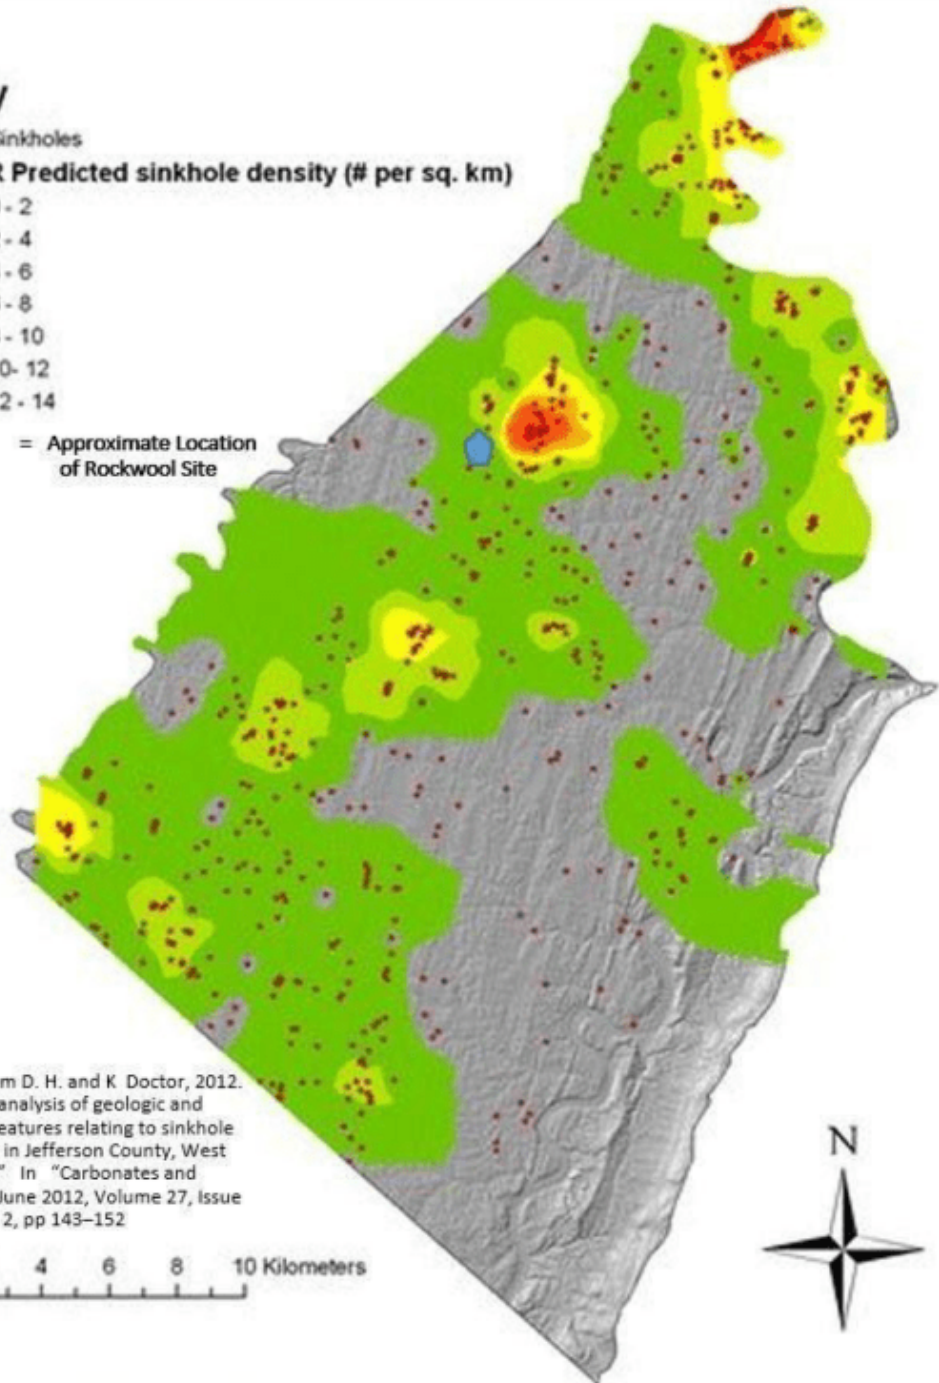 y
sinkholes
R Predicted sinkhole density (# per sq. km)
- 2
- 4
- 6
- 8
- 10
0- 12
2 - 14
= Approximate Location
of Rockwool Site
m D. H. and K Doctor, 2012.
analysis of geologic and
eatures relating to sinkhole
in Jefferson County, West
" In "Carbonates and
June 2012, Volume 27, Issue
2, pp 143–152
4 6 8 10 Kilometers
N